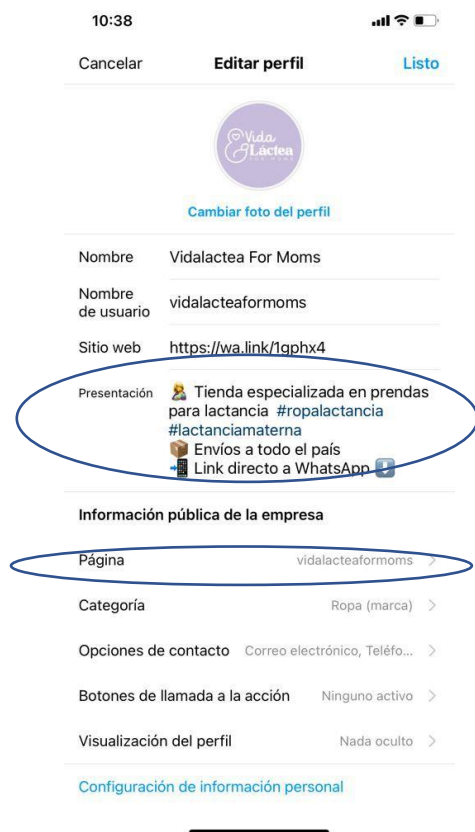 10:38
Cancelar Editar perfil Listo
Vida
Láctea
FOR MOMS
Cambiar foto del perfil
Nombre Vidalactea For Moms
Nombre
de usuario vidalacteaformoms
Sitio web https://wa.link/1gphx4
Presentación 🤱 Tienda especializada en prendas
para lactancia #ropalactancia
#lactanciamaterna
📦 Envíos a todo el país
📲 Link directo a WhatsApp ⬇️
Información pública de la empresa
Página vidalacteaformoms
Categoría Ropa (marca)
Opciones de contacto Correo electrónico, Teléfo...
Botones de llamada a la acción Ninguno activo
Visualización del perfil Nada oculto
Configuración de información personal